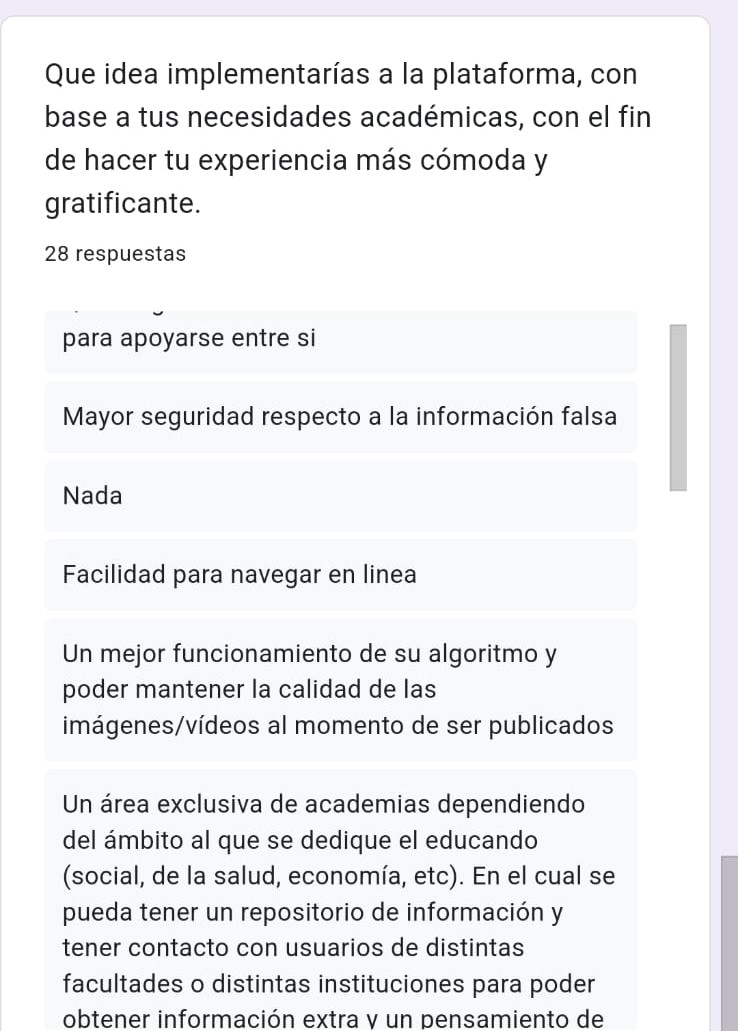 Que idea implementarías a la plataforma, con
base a tus necesidades académicas, con el fin
de hacer tu experiencia más cómoda y
gratificante.
28 respuestas
para apoyarse entre si
Mayor seguridad respecto a la información falsa
Nada
Facilidad para navegar en linea
Un mejor funcionamiento de su algoritmo y
poder mantener la calidad de las
imágenes/vídeos al momento de ser publicados
Un área exclusiva de academias dependiendo
del ámbito al que se dedique el educando
(social, de la salud, economía, etc). En el cual se
pueda tener un repositorio de información y
tener contacto con usuarios de distintas
facultades o distintas instituciones para poder
obtener información extra y un pensamiento de